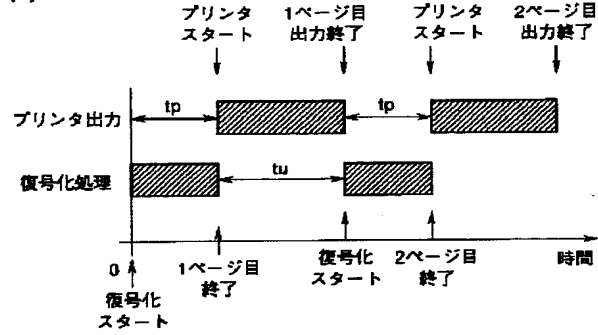 プリンタ
スタート
1ページ目
出力終了
プリンタ
スタート
2ページ目
出力終了
プリンタ出力
tp
tp
復号化処理
tu
0
復号化
スタート
1ページ目
終了
復号化
スタート
2ページ目
終了
時間